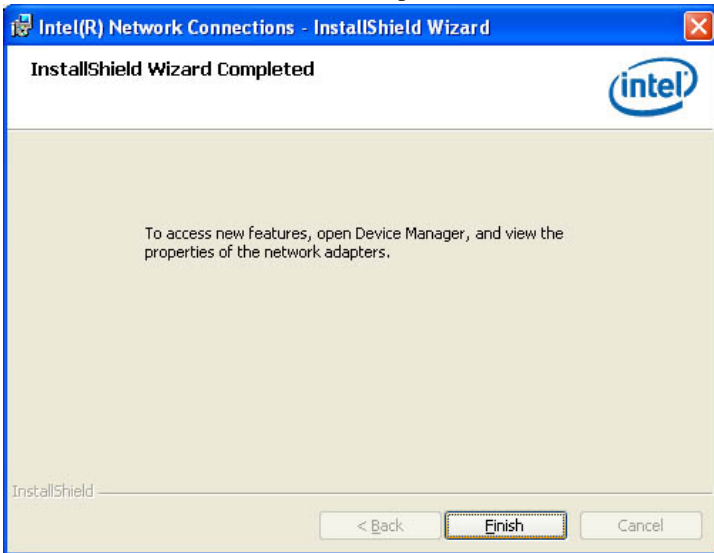 Intel(R) Network Connections - InstallShield Wizard
InstallShield Wizard Completed
intel
To access new features, open Device Manager, and view the
properties of the network adapters.
InstallShield
< Back
Finish
Cancel